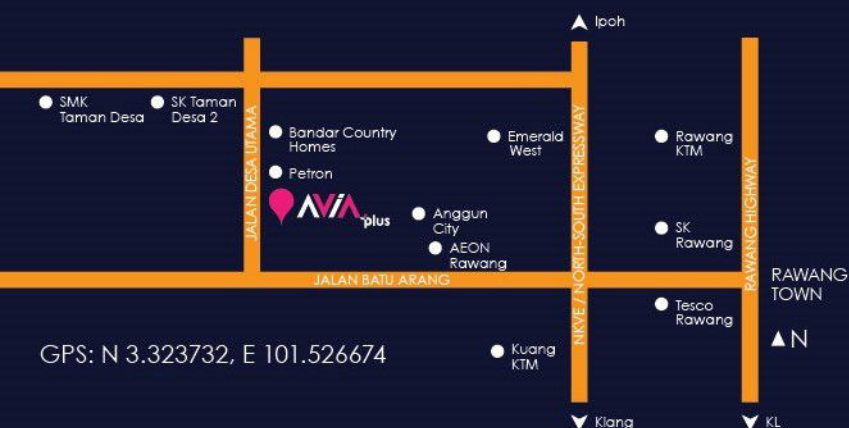 Ipoh
SMK
Taman Desa
SK Taman
Desa 2
JALAN DESA UTAMA
Bandar Country
Homes
Petron
AViA
plus
Anggun
City
AEON
Rawang
Emerald
West
NKVE / NORTH-SOUTH EXPRESSWAY
Rawang
KTM
SK
Rawang
RAWANG HIGHWAY
JALAN BATU ARANG
RAWANG
TOWN
Tesco
Rawang
N
GPS: N 3.323732, E 101.526674
Kuang
KTM
Klang
KL